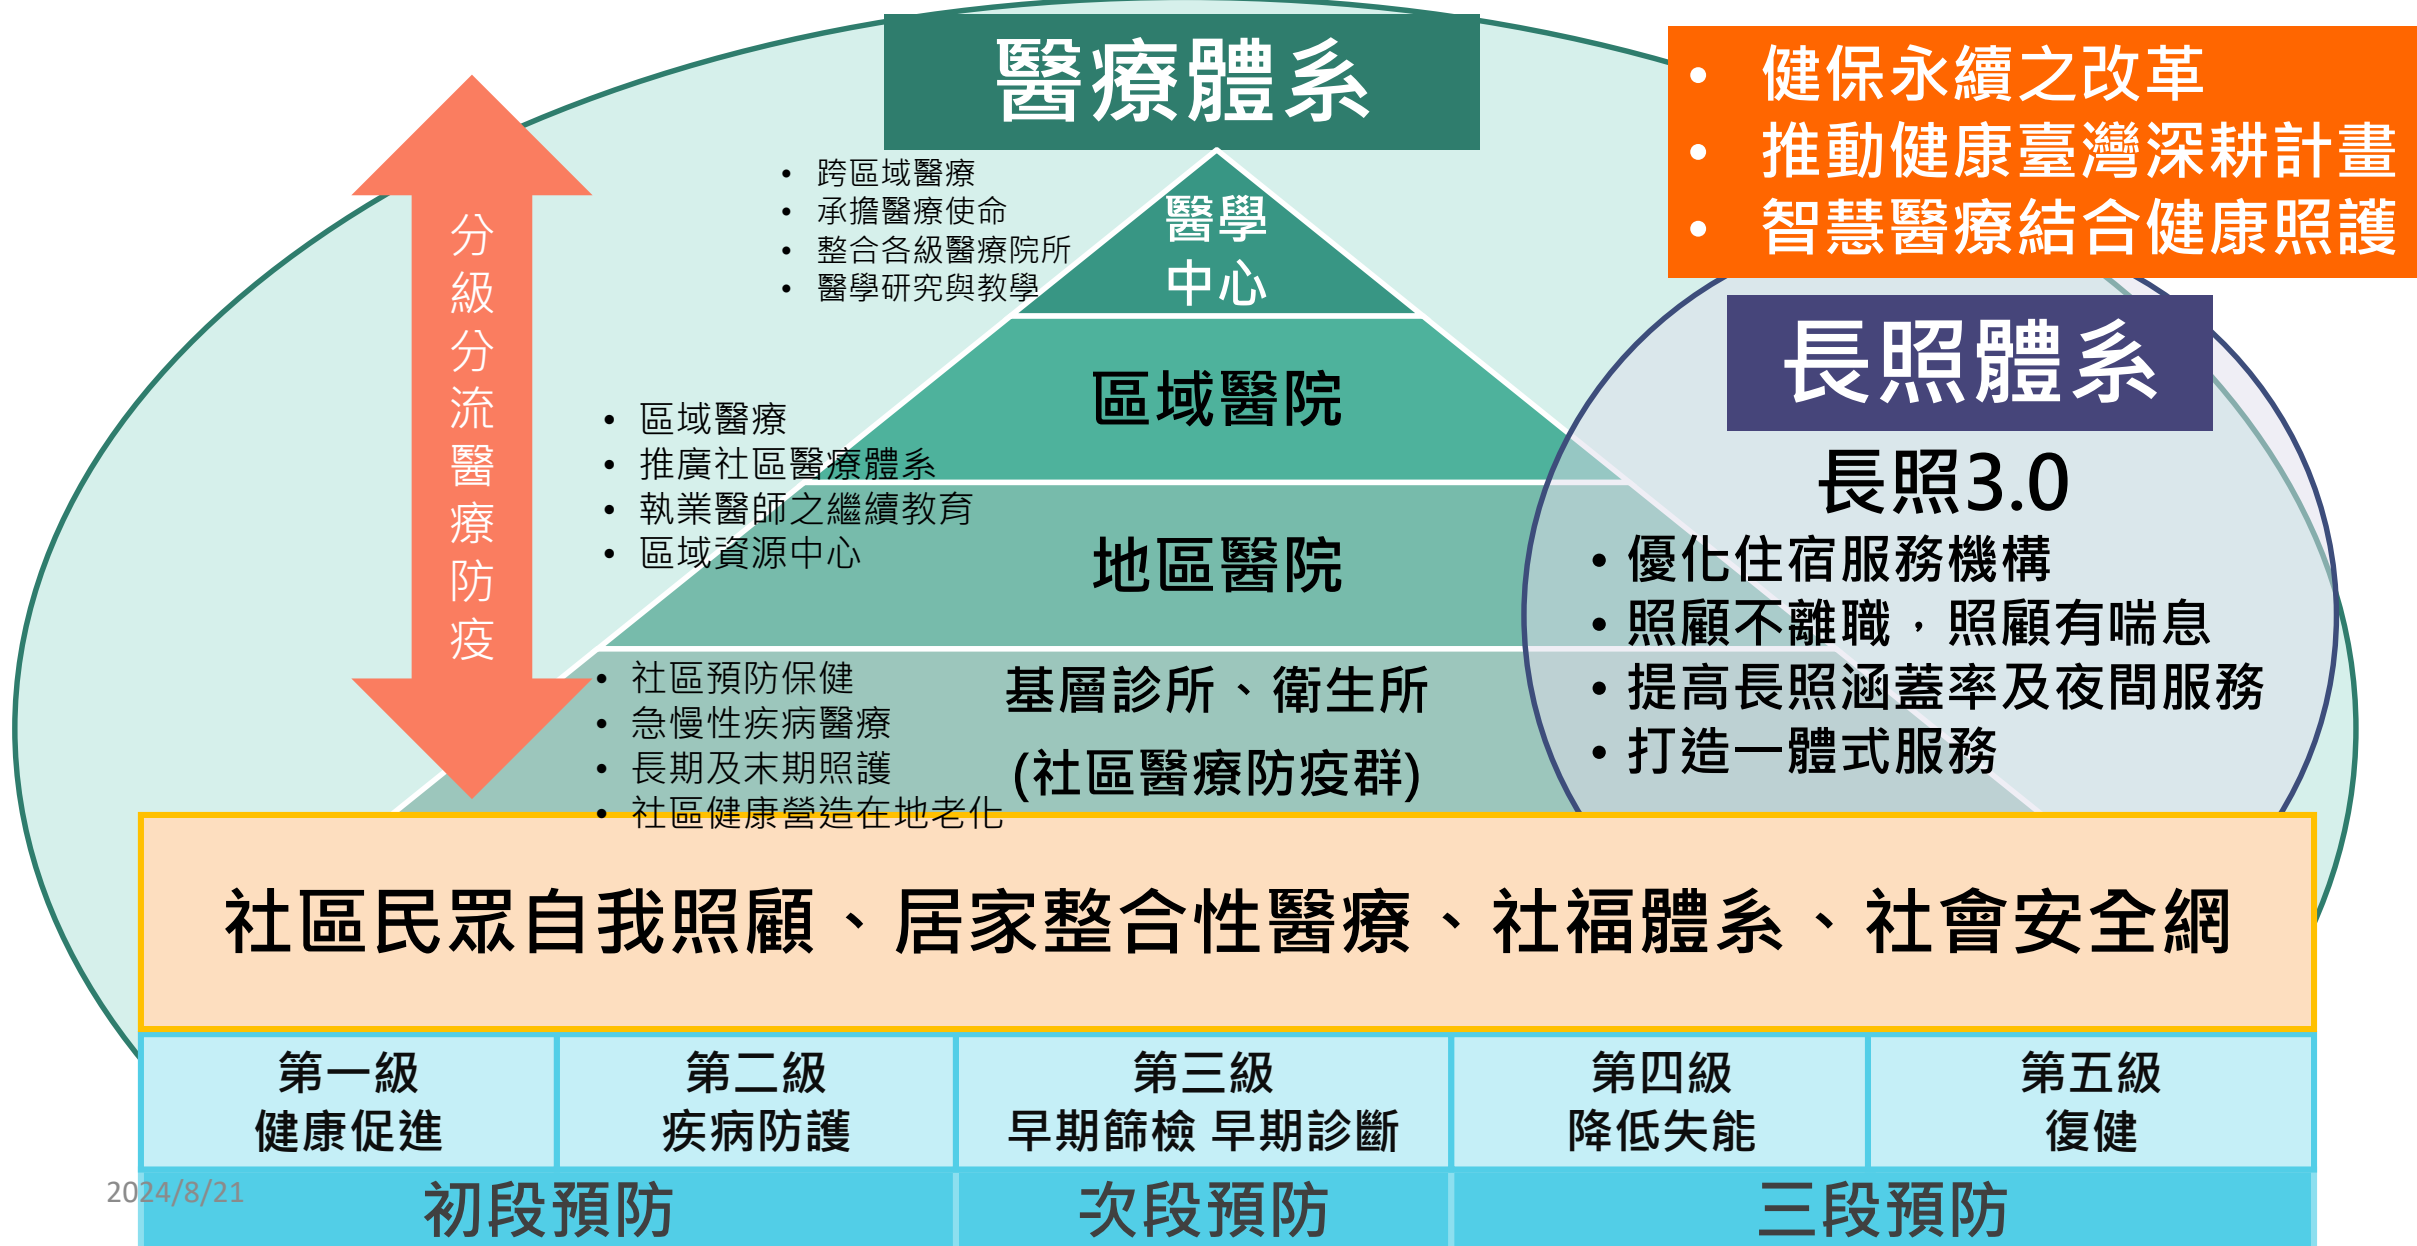 醫療體系
• 健保永續之改革
• 推動健康臺灣深耕計畫
• 智慧醫療結合健康照護
分級分流醫療防疫
• 跨區域醫療
• 承擔醫療使命
• 整合各級醫療院所
• 醫學研究與教學
醫學
中心
• 區域醫療
• 推廣社區醫療體系
• 執業醫師之繼續教育
• 區域資源中心
區域醫院
地區醫院
• 社區預防保健
• 急慢性疾病醫療
• 長期及末期照護
• 社區健康營造在地老化
基層診所、衛生所
(社區醫療防疫群)
長照體系
長照3.0
• 優化住宿服務機構
• 照顧不離職，照顧有喘息
• 提高長照涵蓋率及夜間服務
• 打造一體式服務
社區民眾自我照顧、居家整合性醫療、社福體系、社會安全網
第一級
健康促進
第二級
疾病防護
第三級
早期篩檢 早期診斷
第四級
降低失能
第五級
復健
2024/8/21
初段預防
次段預防
三段預防